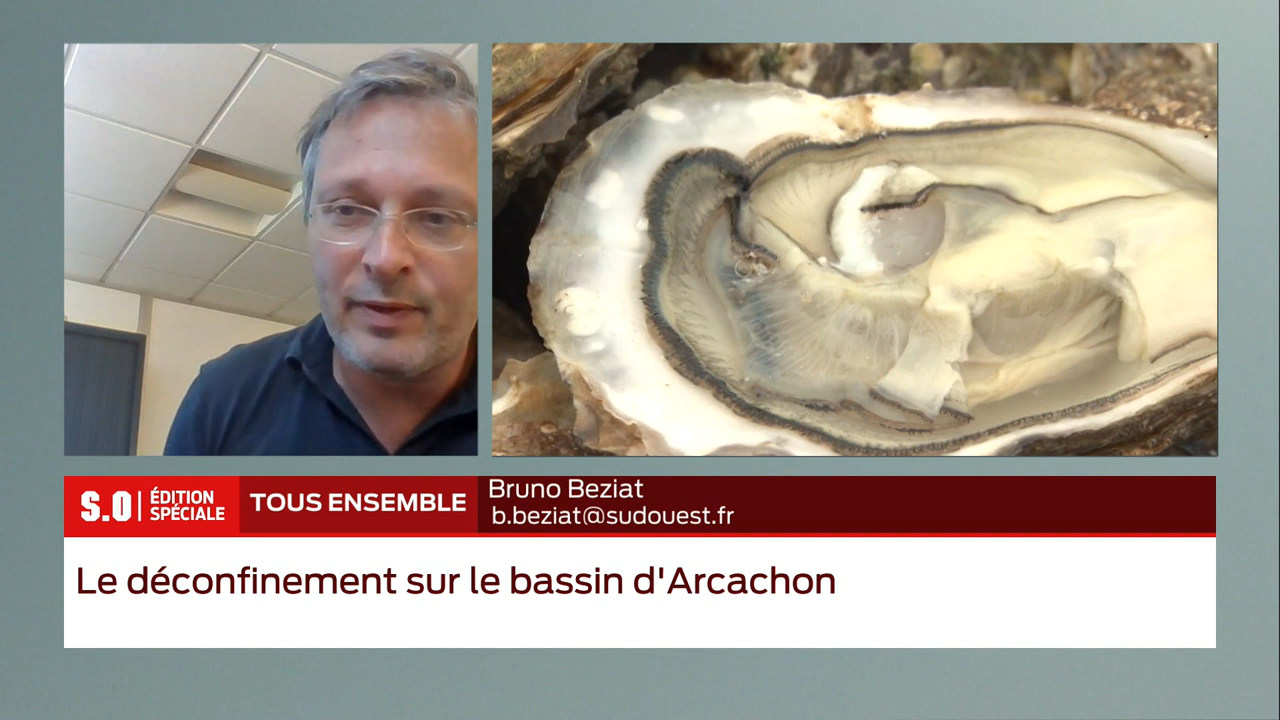 S.O
ÉDITION
SPÉCIALE
TOUS ENSEMBLE
Bruno Beziat
b.beziat@sudouest.fr
Le déconfinement sur le bassin d'Arcachon